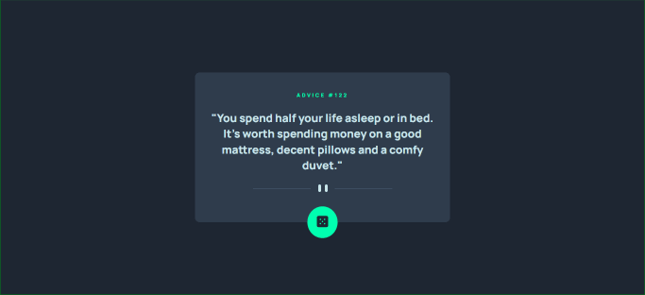 ADVICE #122
"You spend half your life asleep or in bed.
It's worth spending money on a good
mattress, decent pillows and a comfy
duvet."